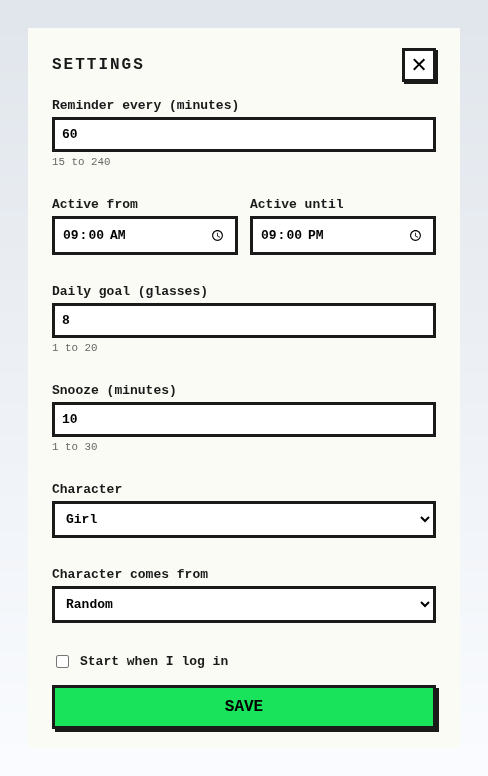 SETTINGS
Reminder every (minutes)
60
15 to 240
Active from
Active until
09:00 AM
09:00 PM
Daily goal (glasses)
8
1 to 20
Snooze (minutes)
10
1 to 30
Character
Girl
Character comes from
Random
Start when I log in
SAVE